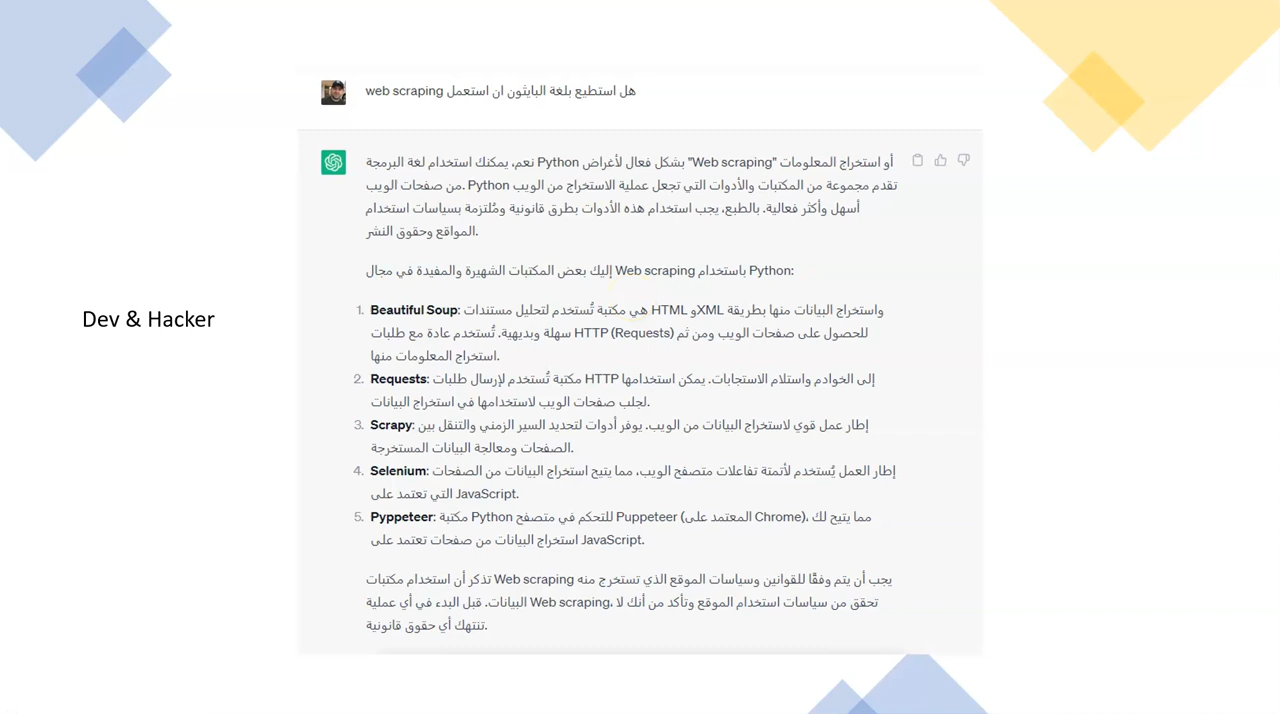 هل استطيع بلغة البايثون ان استعمل web scraping
نعم، يمكنك استخدام لغة البرمجة Python بشكل فعال لأغراض "Web scraping" أو استخراج المعلومات
من صفحات الويب. Python تقدم مجموعة من المكتبات والأدوات التي تجعل عملية الاستخراج من الويب
أسهل وأكثر فعالية. بالطبع، يجب استخدام هذه الأدوات بطرق قانونية ومُلتزمة بسياسات استخدام
المواقع وحقوق النشر.
إليك بعض المكتبات الشهيرة والمفيدة في مجال Web scraping باستخدام Python:
Dev & Hacker
1. Beautiful Soup: هي مكتبة تُستخدم لتحليل مستندات HTML وXML واستخراج البيانات منها بطريقة
سهلة وبديهية. تُستخدم عادة مع طلبات HTTP (Requests) للحصول على صفحات الويب ومن ثم
استخراج المعلومات منها.
2. Requests: مكتبة تُستخدم لإرسال طلبات HTTP إلى الخوادم واستلام الاستجابات. يمكن استخدامها
لجلب صفحات الويب لاستخدامها في استخراج البيانات.
3. Scrapy: إطار عمل قوي لاستخراج البيانات من الويب. يوفر أدوات لتحديد السير الزمني والتنقل بين
الصفحات ومعالجة البيانات المستخرجة.
4. Selenium: إطار العمل يُستخدم لأتمتة تفاعلات متصفح الويب، مما يتيح استخراج البيانات من الصفحات
التي تعتمد على JavaScript.
5. Pyppeteer: مكتبة Python للتحكم في متصفح Puppeteer (المعتمد على Chrome)، مما يتيح لك
استخراج البيانات من صفحات تعتمد على JavaScript.
تذكر أن استخدام مكتبات Web scraping يجب أن يتم وفقًا للقوانين وسياسات الموقع الذي تستخرج منه
البيانات. قبل البدء في أي عملية Web scraping، تحقق من سياسات استخدام الموقع وتأكد من أنك لا
تنتهك أي حقوق قانونية.